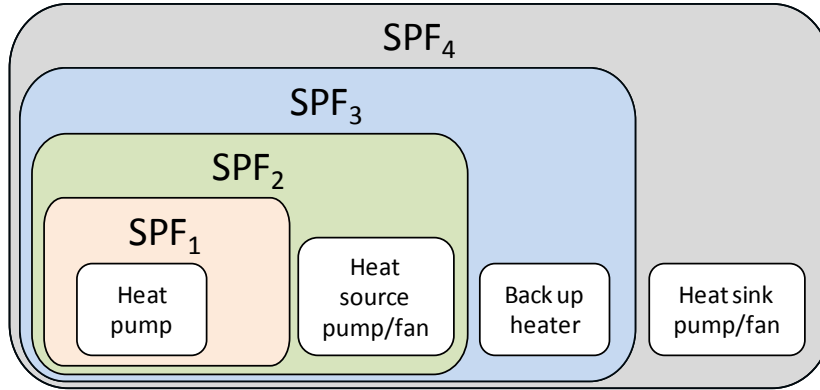 SPF₄
SPF₃
SPF₂
SPF₁
Heat
pump
Heat
source
pump/fan
Back up
heater
Heat sink
pump/fan